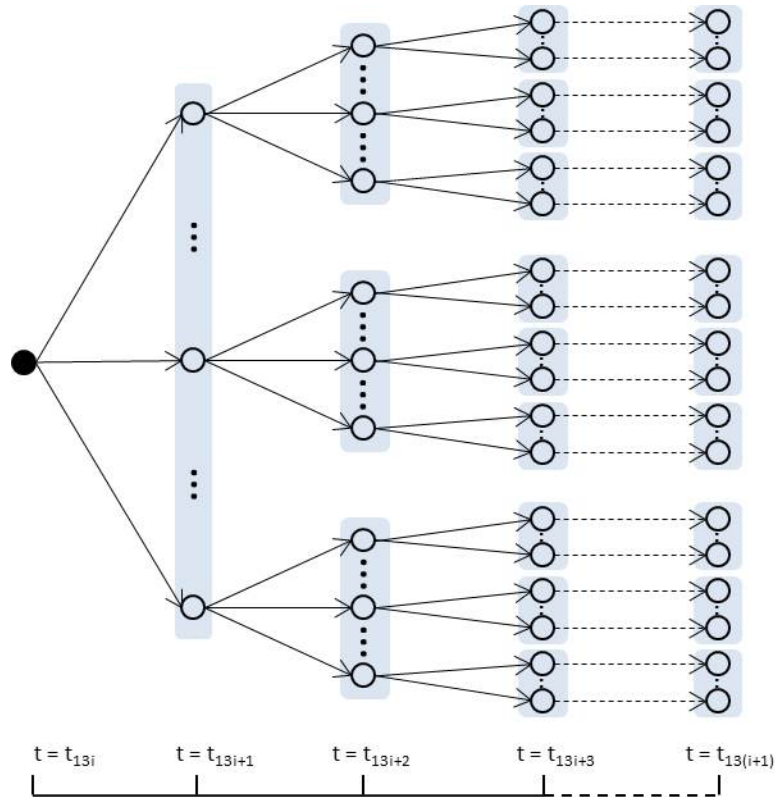 t = t13i t = t13i+1 t = t13i+2 t = t13i+3 t = t13(i+1)